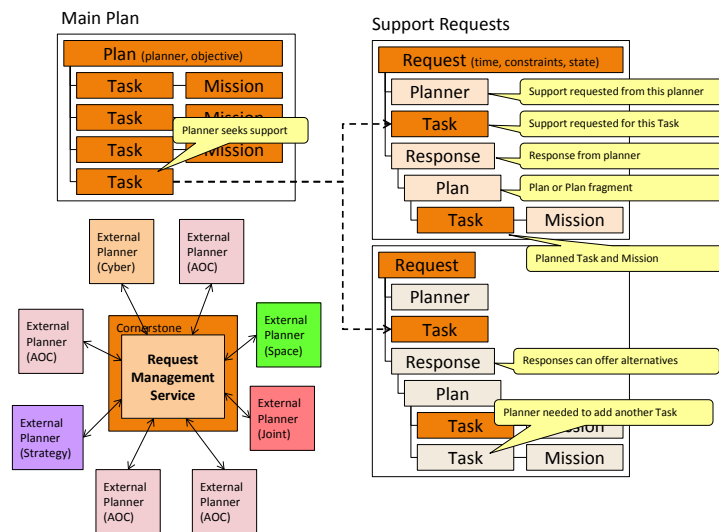 Main Plan
Plan (planner, objective)
Task
Mission
Task
Mission
Task
Mission
Planner seeks support
Task
Support Requests
Request (time, constraints, state)
Planner
Support requested from this planner
Task
Support requested for this Task
Response
Response from planner
Plan
Plan or Plan fragment
Task
Mission
Planned Task and Mission
Request
Planner
Task
Response
Responses can offer alternatives
Plan
Planner needed to add another Task
Task
Mission
Task
Mission
External
Planner
(Cyber)
External
Planner
(AOC)
External
Planner
(AOC)
Cornerstone
Request
Management
Service
External
Planner
(Space)
External
Planner
(Strategy)
External
Planner
(Joint)
External
Planner
(AOC)
External
Planner
(AOC)